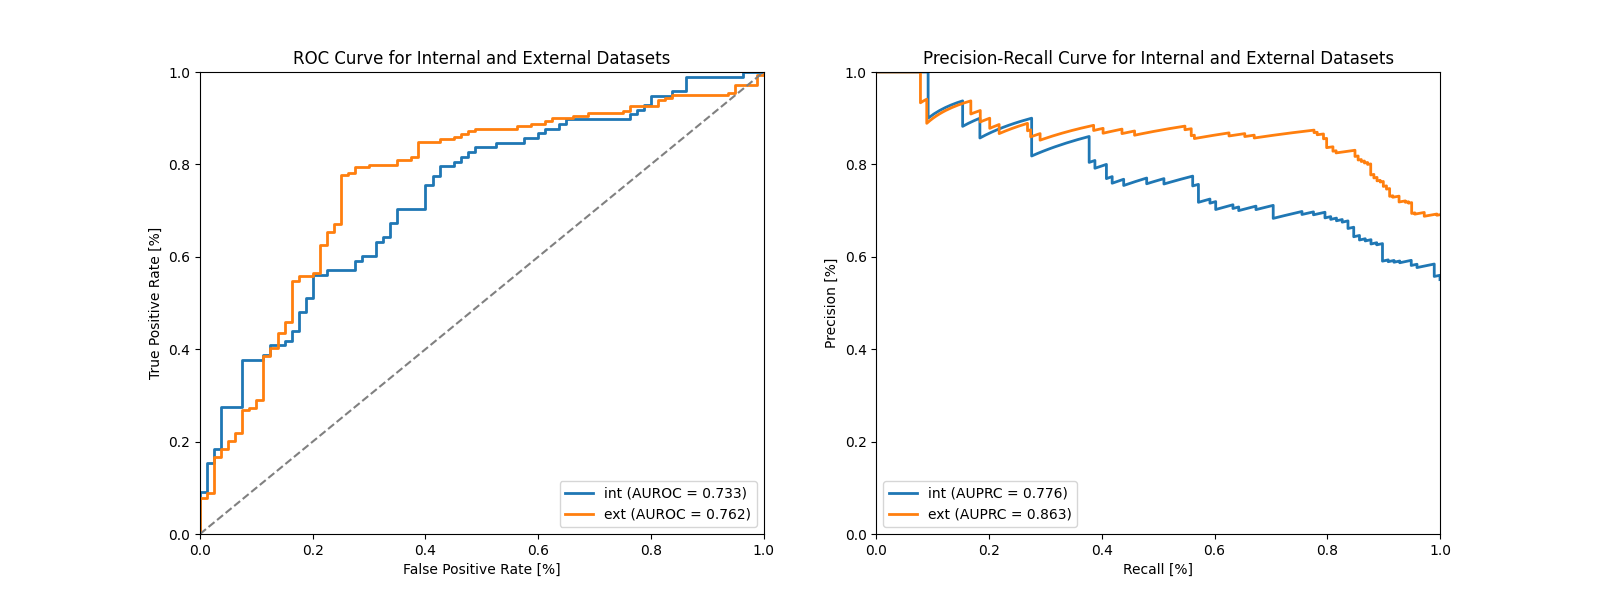 ROC Curve for Internal and External Datasets
1.0
0.8
0.6
0.4
0.2
0.0
True Positive Rate [%]
0.0 0.2 0.4 0.6 0.8 1.0
False Positive Rate [%]
int (AUROC = 0.733)
ext (AUROC = 0.762)
Precision-Recall Curve for Internal and External Datasets
1.0
0.8
0.6
0.4
0.2
0.0
Precision [%]
0.0 0.2 0.4 0.6 0.8 1.0
Recall [%]
int (AUPRC = 0.776)
ext (AUPRC = 0.863)